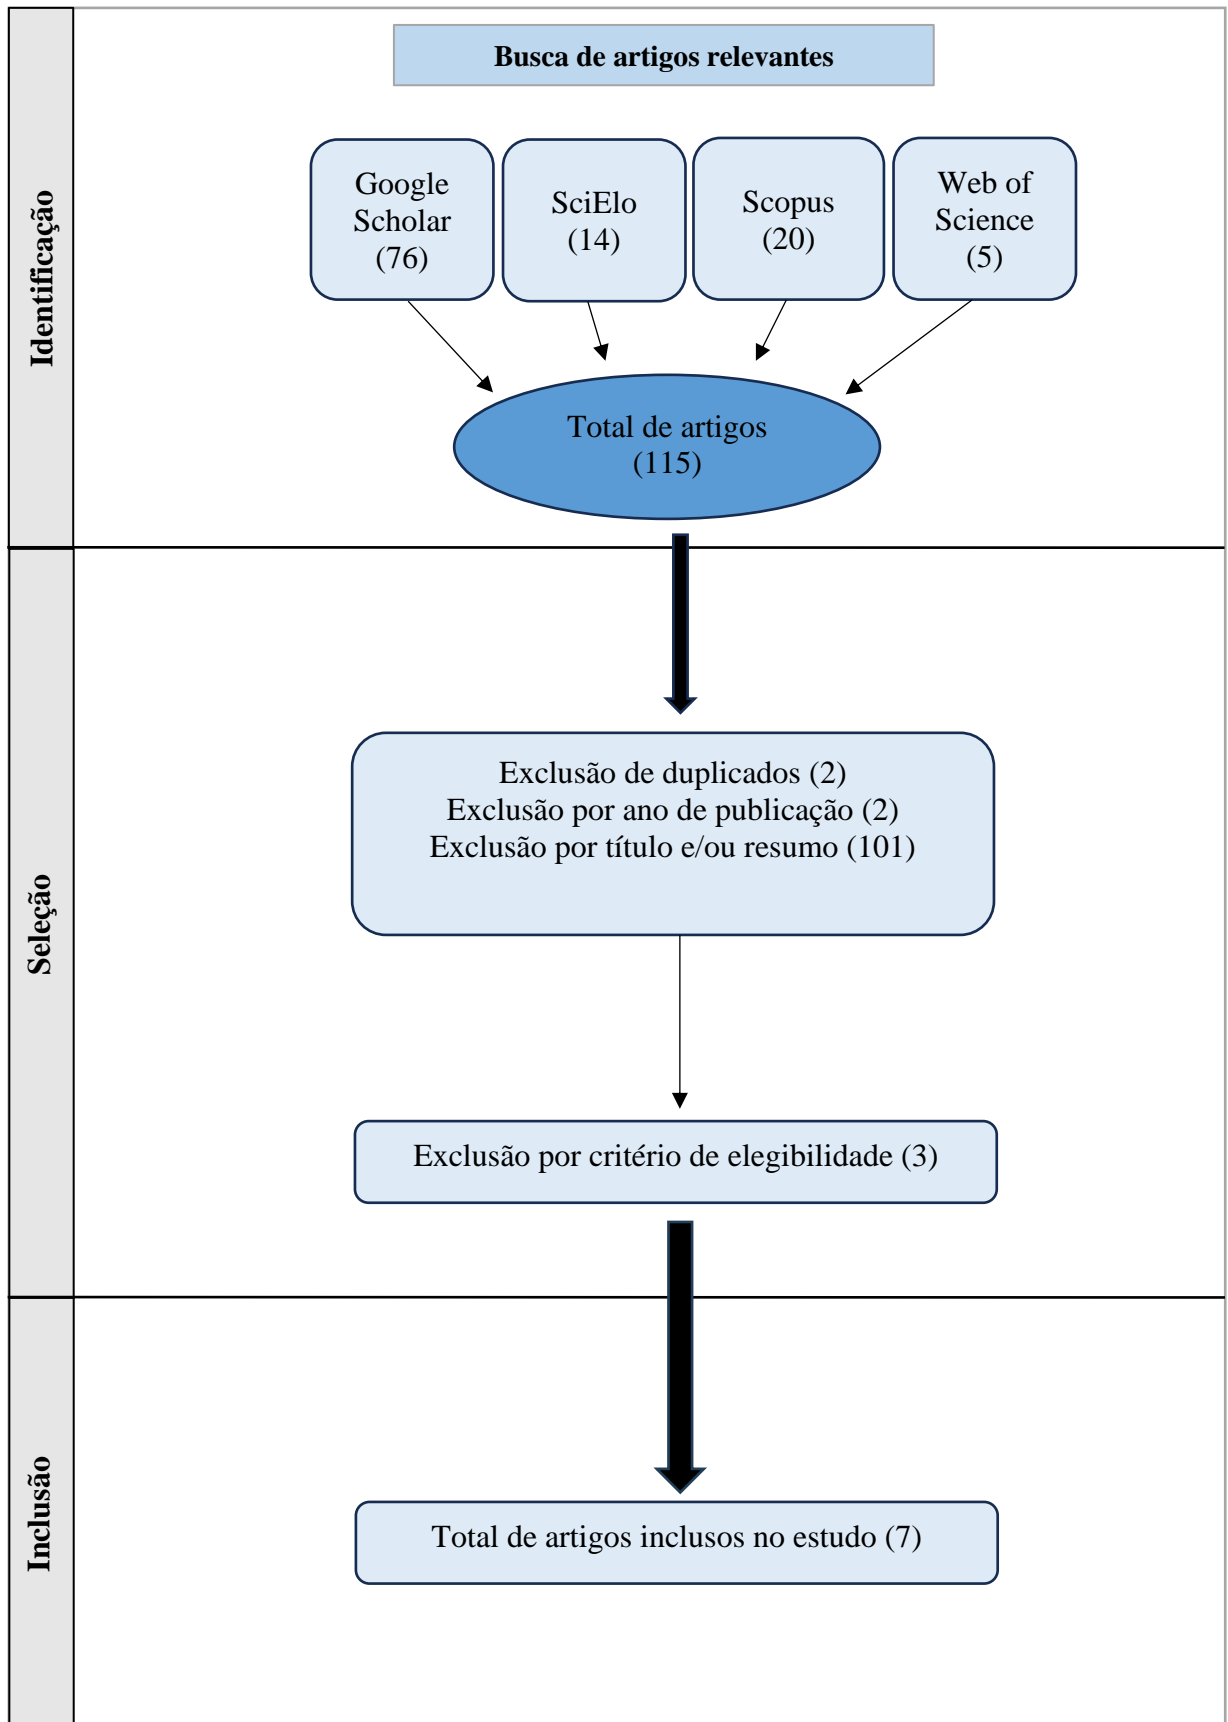 Identificação
Busca de artigos relevantes
Google
Scholar
(76)
SciElo
(14)
Scopus
(20)
Web of
Science
(5)
Total de artigos
(115)
Seleção
Exclusão de duplicados (2)
Exclusão por ano de publicação (2)
Exclusão por título e/ou resumo (101)
Exclusão por critério de elegibilidade (3)
Inclusão
Total de artigos inclusos no estudo (7)